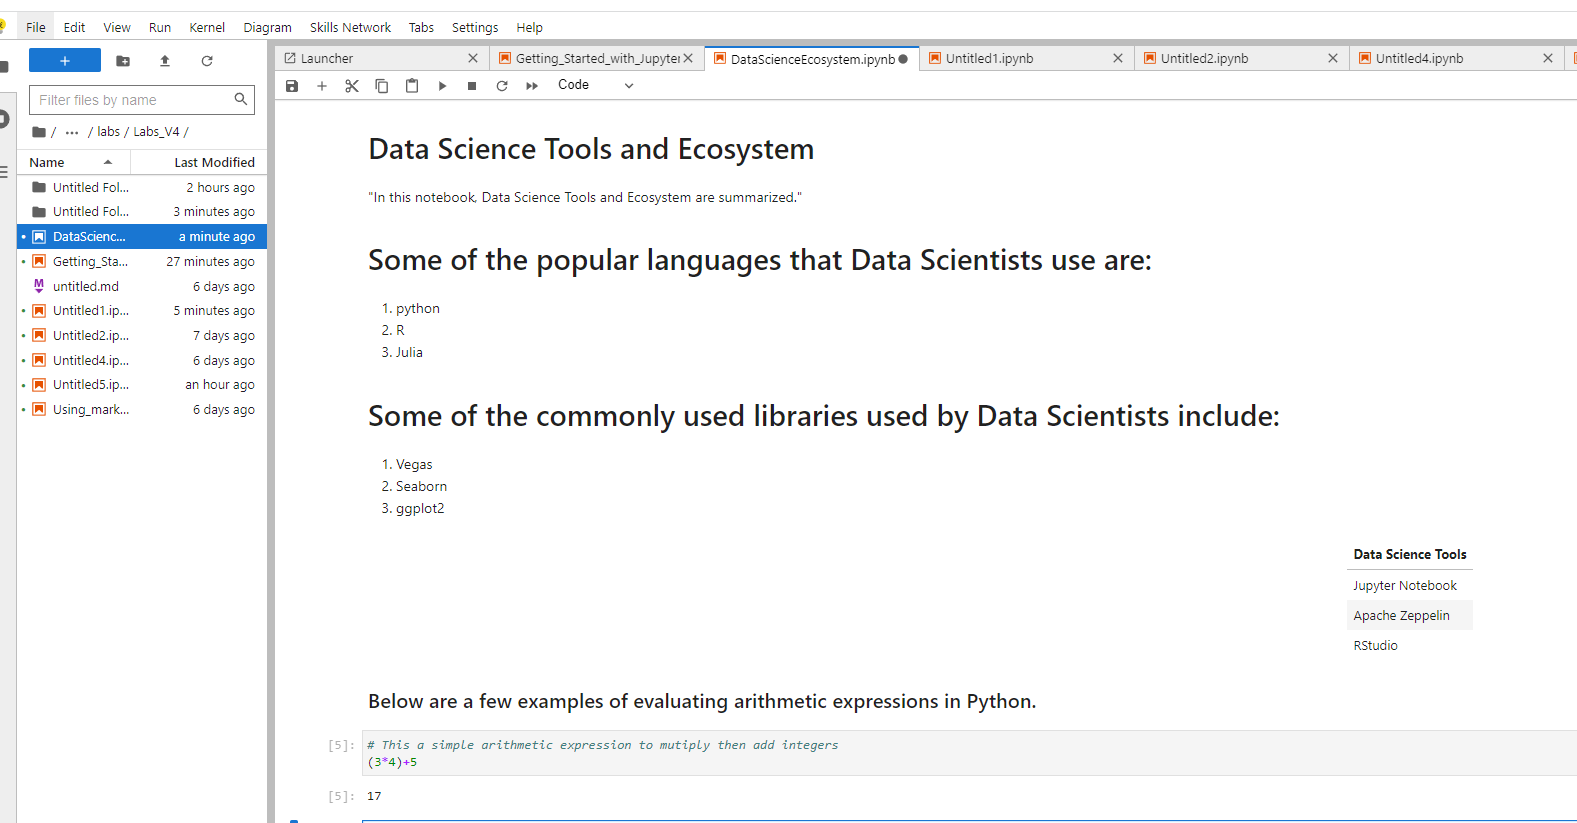 File Edit View Run Kernel Diagram Skills Network Tabs Settings Help
+
Filter files by name
/ ··· / labs / Labs_V4 /
Name Last Modified
Untitled Fol... 2 hours ago
Untitled Fol... 3 minutes ago
DataScienc... a minute ago
Getting_Sta... 27 minutes ago
untitled.md 6 days ago
Untitled1.ip... 5 minutes ago
Untitled2.ip... 7 days ago
Untitled4.ip... 6 days ago
Untitled5.ip... an hour ago
Using_mark... 6 days ago
Launcher Getting_Started_with_Jupyter DataScienceEcosystem.ipynb Untitled1.ipynb Untitled2.ipynb Untitled4.ipynb
Code
Data Science Tools and Ecosystem
"In this notebook, Data Science Tools and Ecosystem are summarized."
Some of the popular languages that Data Scientists use are:
1. python
2. R
3. Julia
Some of the commonly used libraries used by Data Scientists include:
1. Vegas
2. Seaborn
3. ggplot2
Data Science Tools
Jupyter Notebook
Apache Zeppelin
RStudio
Below are a few examples of evaluating arithmetic expressions in Python.
[5]: # This a simple arithmetic expression to mutiply then add integers
(3*4)+5
[5]: 17